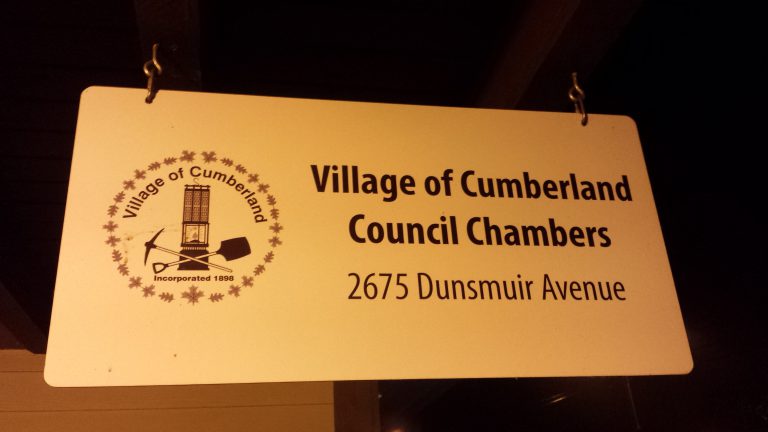 Village of Cumberland
Incorporated 1898
Village of Cumberland
Council Chambers
2675 Dunsmuir Avenue